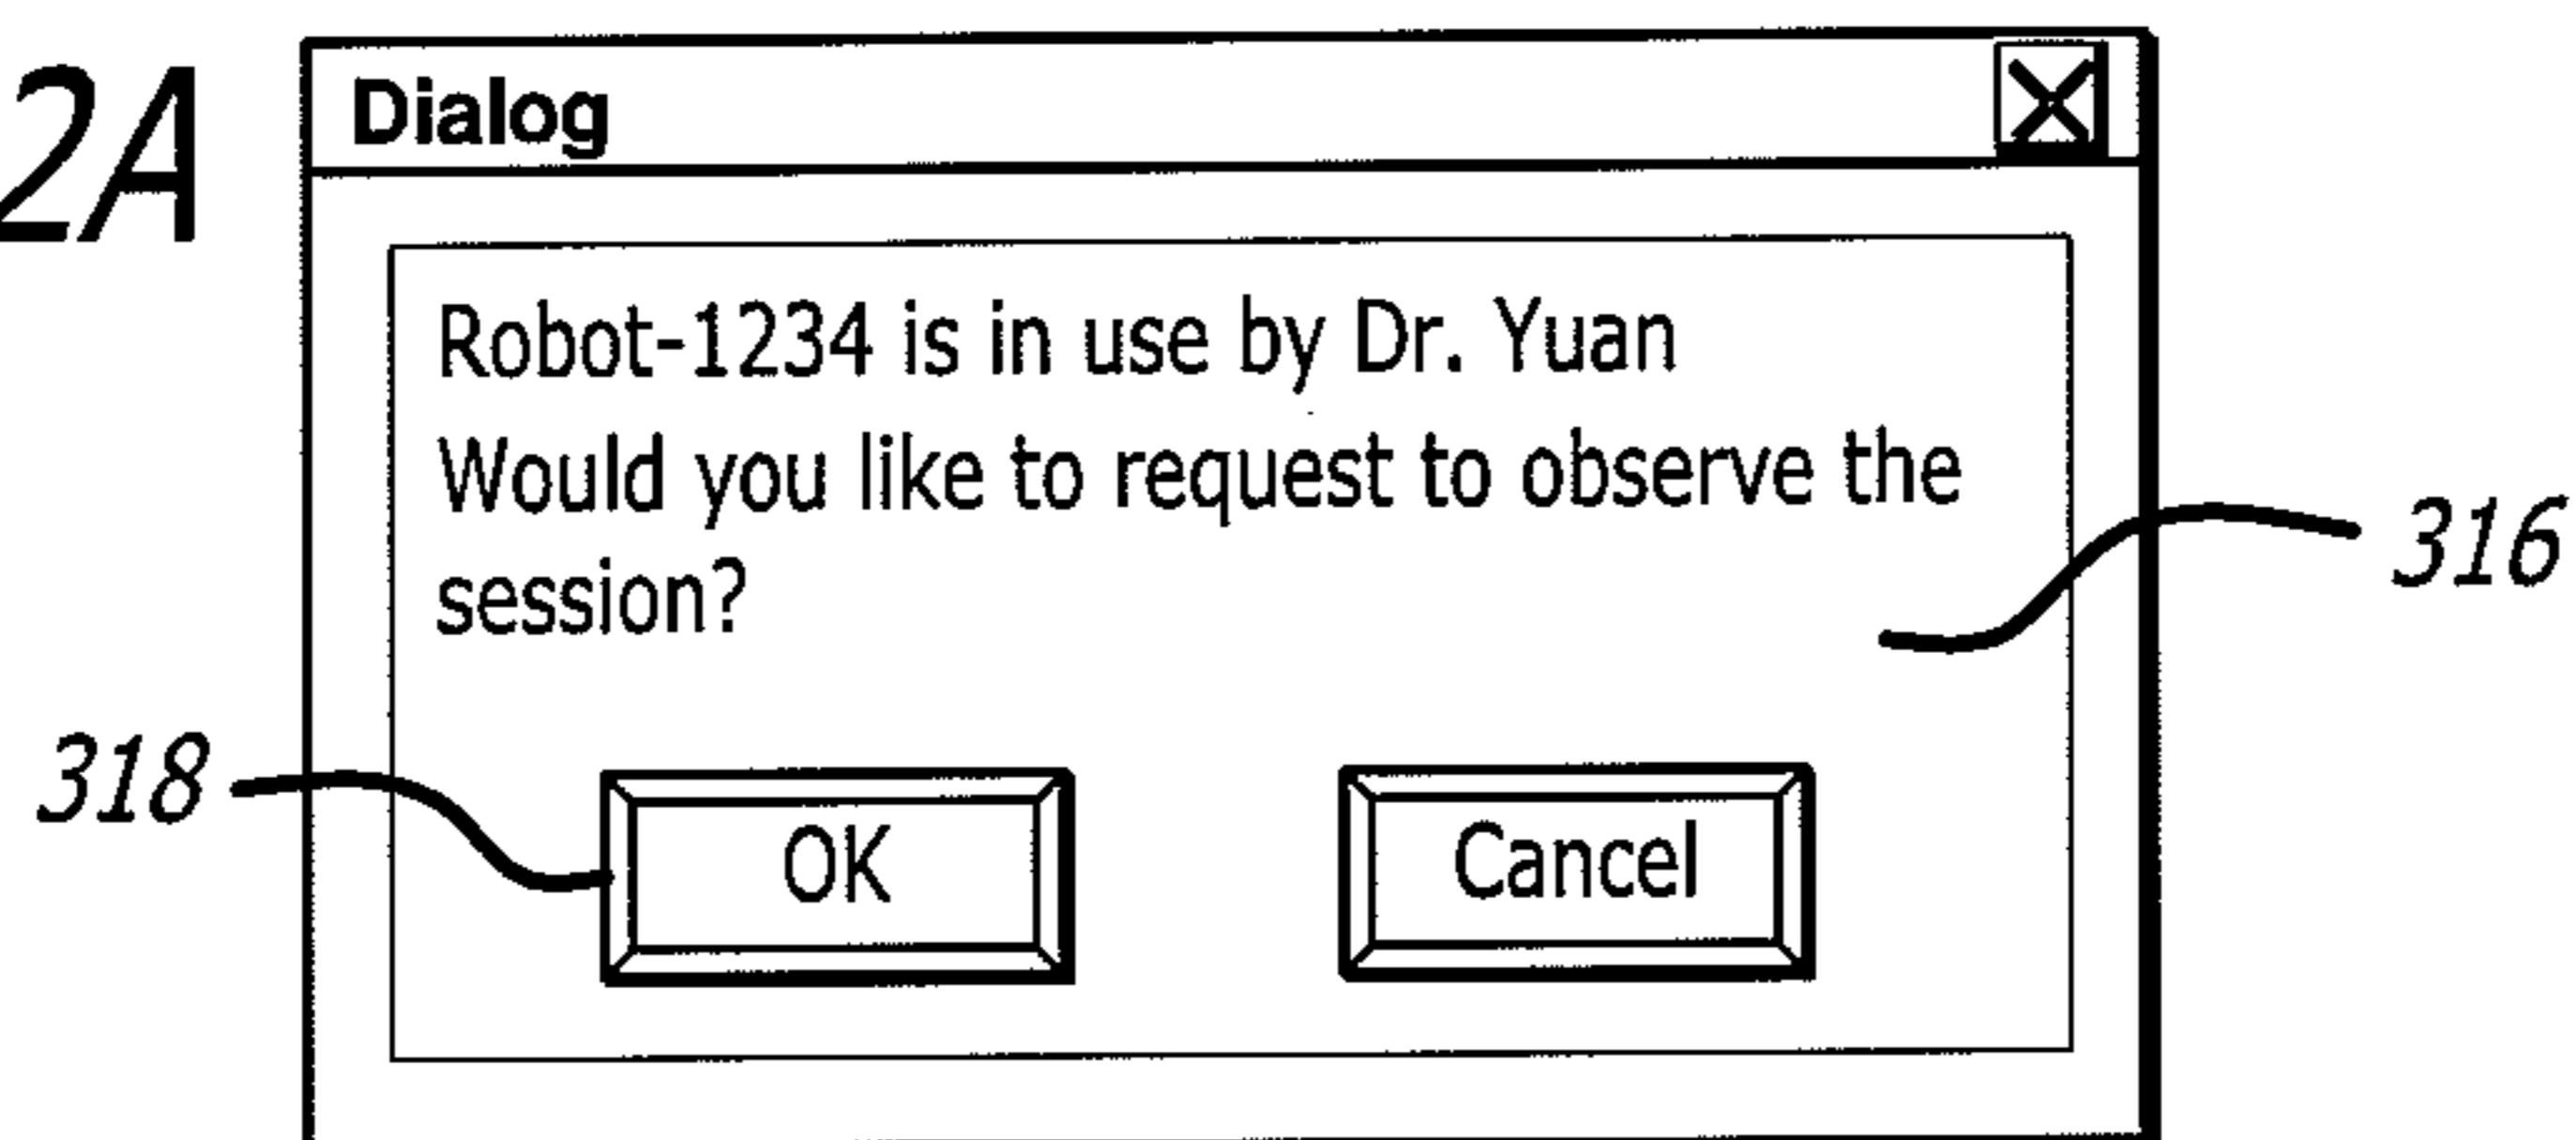 2A
Dialog
Robot-1234 is in use by Dr. Yuan
Would you like to request to observe the
session?
316
318
OK Cancel